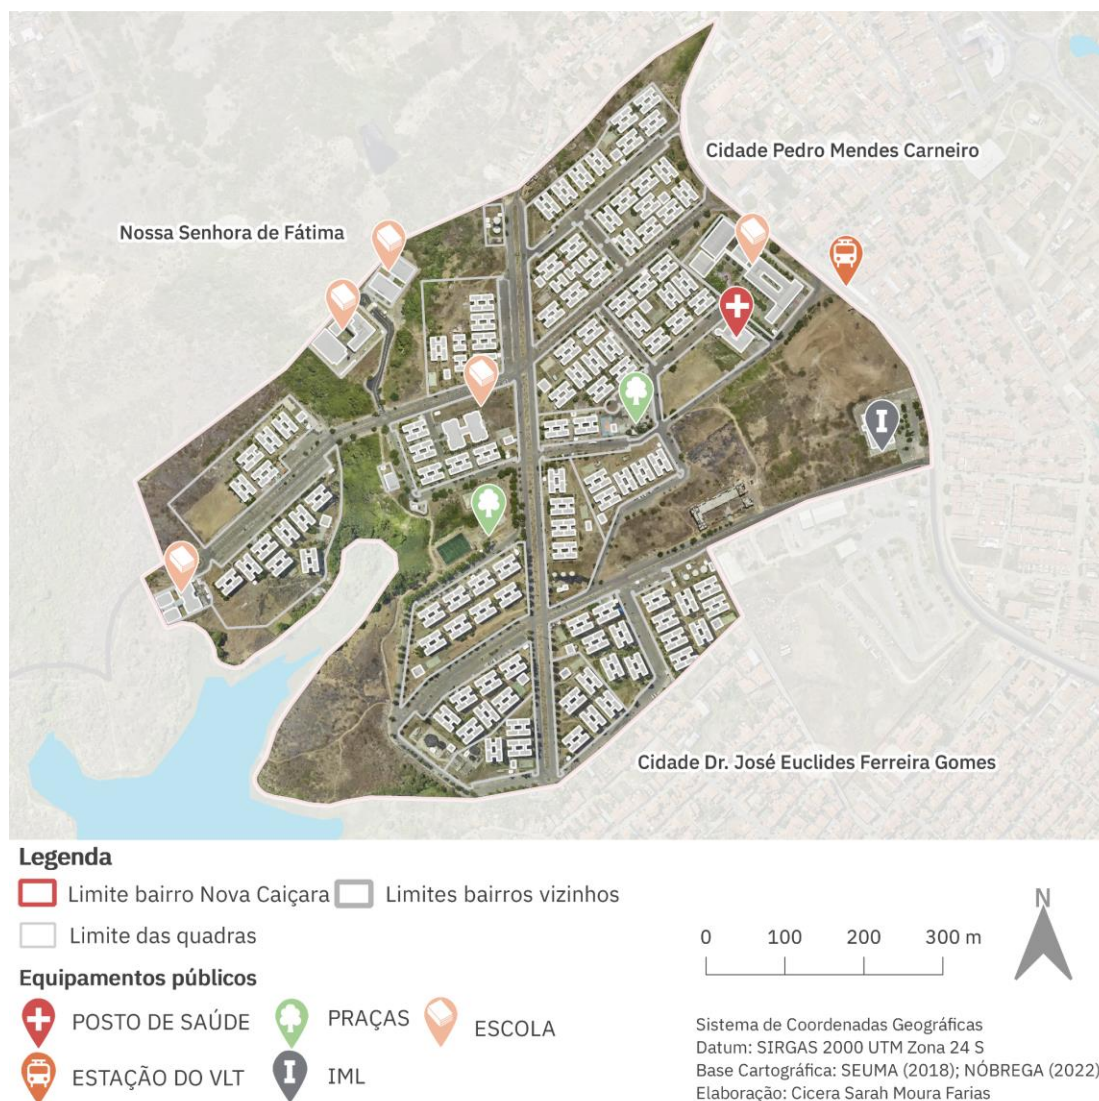 Cidade Pedro Mendes Carneiro
Nossa Senhora de Fátima
I
Cidade Dr. José Euclides Ferreira Gomes
Legenda
Limite bairro Nova Caiçara
Limites bairros vizinhos
Limite das quadras
0 100 200 300 m
N
Equipamentos públicos
POSTO DE SAÚDE
PRAÇAS
ESCOLA
ESTAÇÃO DO VLT
I
IML
Sistema de Coordenadas Geográficas
Datum: SIRGAS 2000 UTM Zona 24 S
Base Cartográfica: SEUMA (2018); NÓBREGA (2022)
Elaboração: Cicera Sarah Moura Farias